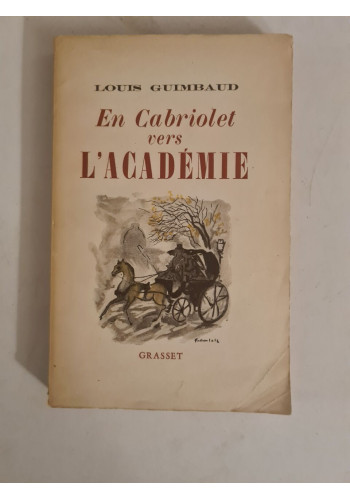 LOUIS GUIMBAUD
En Cabriolet
vers
L'ACADÉMIE
GRASSET